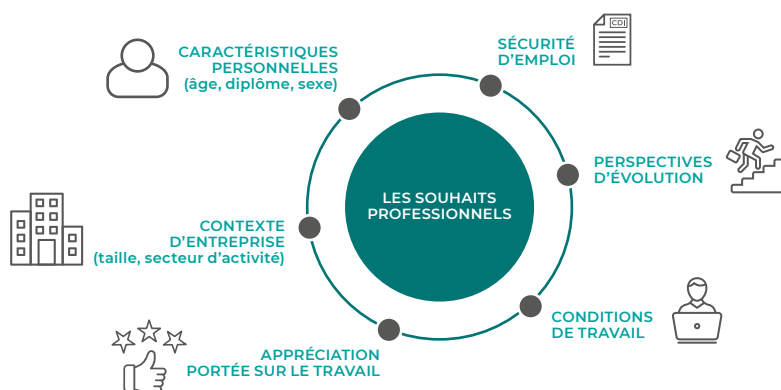 CARACTÉRISTIQUES
PERSONNELLES
(âge, diplôme, sexe)
SÉCURITÉ
D’EMPLOI
CDI
PERSPECTIVES
D’ÉVOLUTION
LES SOUHAITS
PROFESSIONNELS
CONTEXTE
D’ENTREPRISE
(taille, secteur d’activité)
CONDITIONS
DE TRAVAIL
APPRÉCIATION
PORTÉE SUR LE TRAVAIL